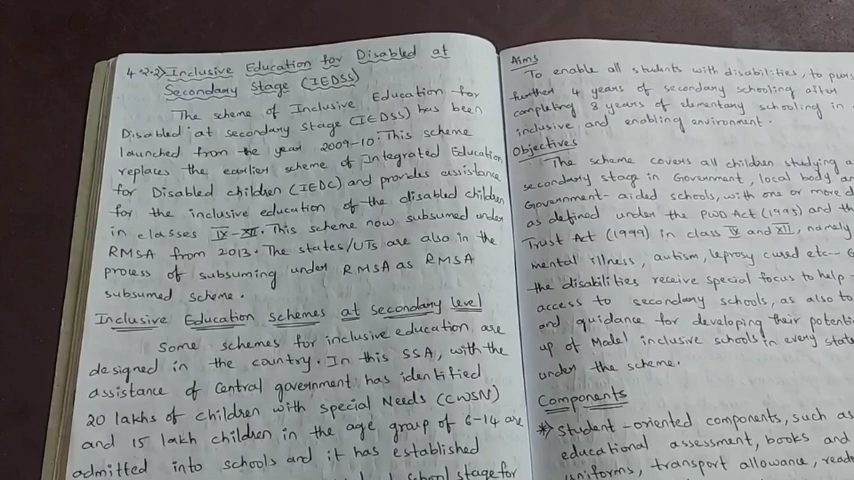 4.2.2) Inclusive Education for Disabled at
Secondary Stage (IEDSS)
The scheme of Inclusive Education for
Disabled at secondary stage (IEDSS) has been
launched from the year 2009-10. This scheme
replaces the earlier scheme of Integrated Education
for Disabled children (IEDC) and provides assistance
for the inclusive education of the disabled children
in classes IX-XII. This scheme now subsumed under
RMSA from 2013. The states/UTs are also in the
process of subsuming under RMSA as RMSA
subsumed scheme.
Inclusive Education schemes at secondary level
Some schemes for inclusive education are
designed in the country. In this SSA, with the
assistance of Central government has identified
20 lakhs of children with special Needs (CWSN)
and 15 lakh children in the age group of 6-14 are
admitted into schools and it has established
school stage for
Aims
To enable all students with disabilities, to
further 4 years of secondary schooling after
completing 8 years of elementary schooling in
inclusive and enabling environment.
Objectives
The scheme covers all children studying
secondary stage in Government, local body
Government-aided schools, with one or more
as defined under the PWD Act (1995) and
Trust Act (1999) in class IX and XII, namely
mental illness, autism, leprosy cured etc--
the disabilities receive special focus to help
access to secondary schools, as also to
and guidance for developing their
up of Model inclusive schools in every
under the scheme.
Components
* Student-oriented components, such as
educational assessment, books and
uniforms, transport allowance,